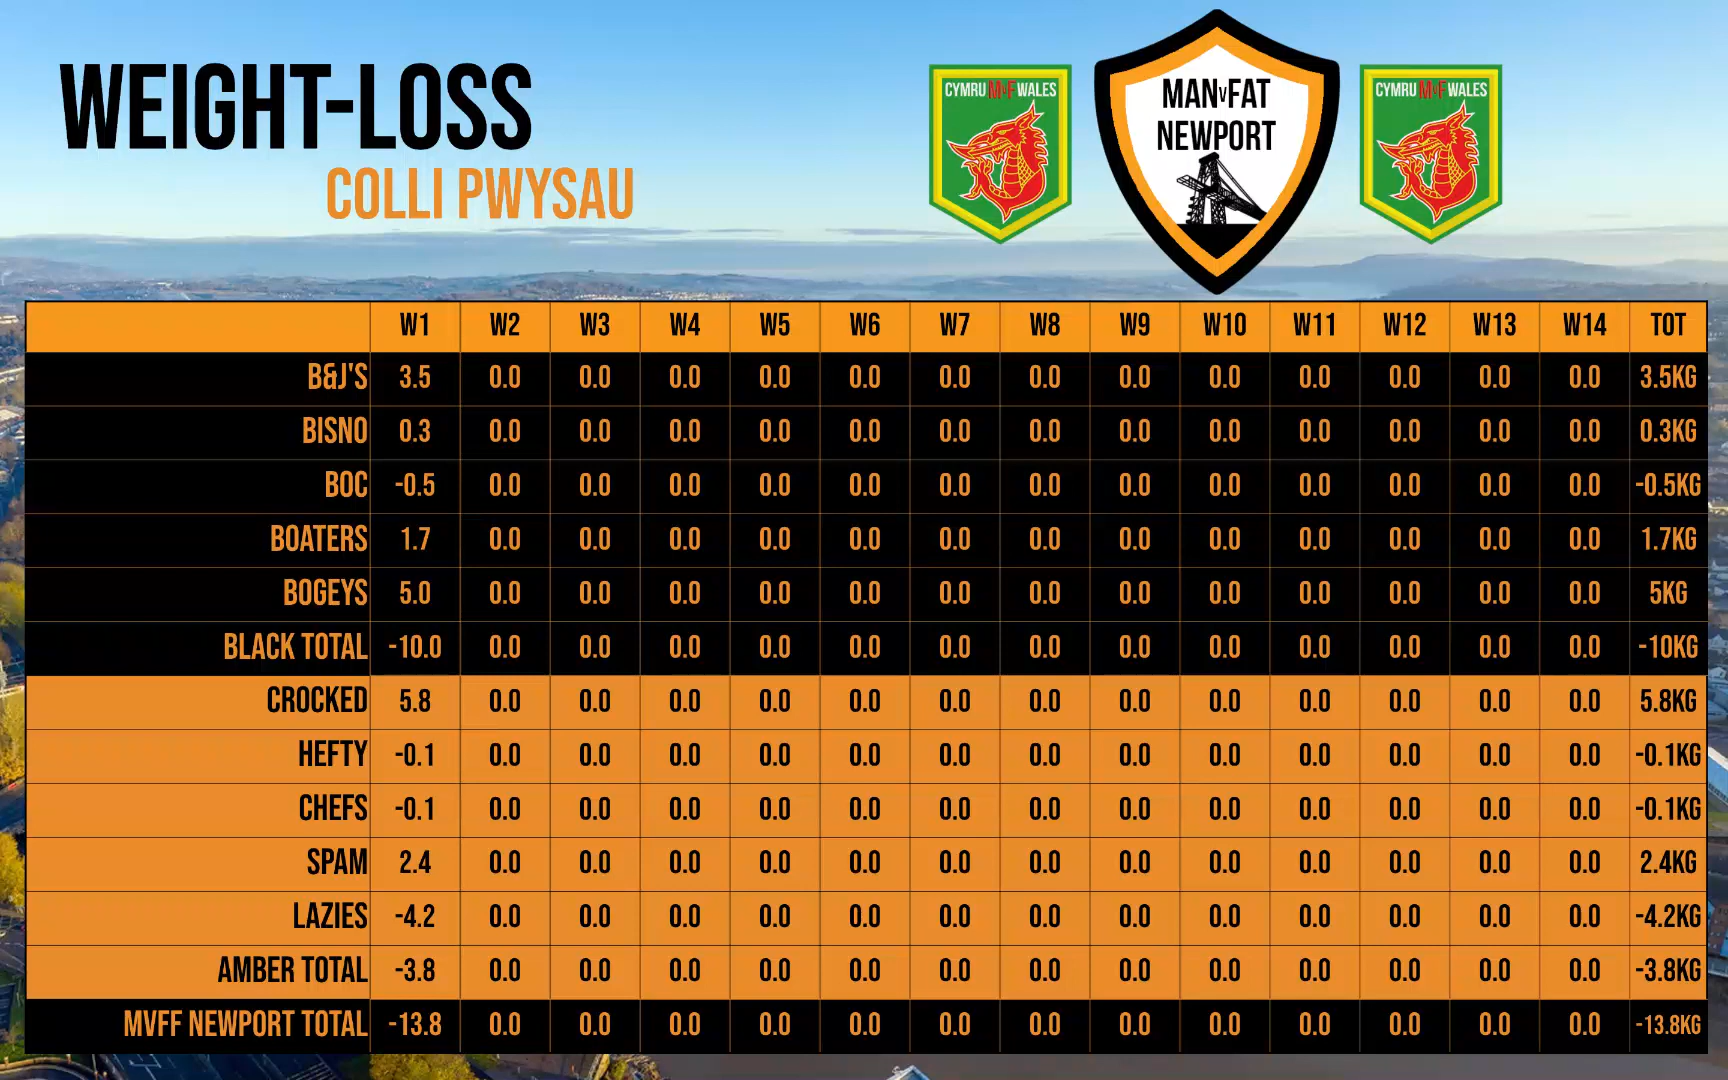 WEIGHT-LOSS
COLLI PWYSAU
CYMRU MvF WALES
MANvFAT
NEWPORT
CYMRU MvF WALES
W1 W2 W3 W4 W5 W6 W7 W8 W9 W10 W11 W12 W13 W14 TOT
B&J'S 3.5 0.0 0.0 0.0 0.0 0.0 0.0 0.0 0.0 0.0 0.0 0.0 0.0 0.0 3.5KG
BISNO 0.3 0.0 0.0 0.0 0.0 0.0 0.0 0.0 0.0 0.0 0.0 0.0 0.0 0.0 0.3KG
BOC -0.5 0.0 0.0 0.0 0.0 0.0 0.0 0.0 0.0 0.0 0.0 0.0 0.0 0.0 -0.5KG
BOATERS 1.7 0.0 0.0 0.0 0.0 0.0 0.0 0.0 0.0 0.0 0.0 0.0 0.0 0.0 1.7KG
BOGEYS 5.0 0.0 0.0 0.0 0.0 0.0 0.0 0.0 0.0 0.0 0.0 0.0 0.0 0.0 5KG
BLACK TOTAL -10.0 0.0 0.0 0.0 0.0 0.0 0.0 0.0 0.0 0.0 0.0 0.0 0.0 0.0 -10KG
CROCKED 5.8 0.0 0.0 0.0 0.0 0.0 0.0 0.0 0.0 0.0 0.0 0.0 0.0 0.0 5.8KG
HEFTY -0.1 0.0 0.0 0.0 0.0 0.0 0.0 0.0 0.0 0.0 0.0 0.0 0.0 0.0 -0.1KG
CHEFS -0.1 0.0 0.0 0.0 0.0 0.0 0.0 0.0 0.0 0.0 0.0 0.0 0.0 0.0 -0.1KG
SPAM 2.4 0.0 0.0 0.0 0.0 0.0 0.0 0.0 0.0 0.0 0.0 0.0 0.0 0.0 2.4KG
LAZIES -4.2 0.0 0.0 0.0 0.0 0.0 0.0 0.0 0.0 0.0 0.0 0.0 0.0 0.0 -4.2KG
AMBER TOTAL -3.8 0.0 0.0 0.0 0.0 0.0 0.0 0.0 0.0 0.0 0.0 0.0 0.0 0.0 -3.8KG
MVFF NEWPORT TOTAL -13.8 0.0 0.0 0.0 0.0 0.0 0.0 0.0 0.0 0.0 0.0 0.0 0.0 0.0 -13.8KG